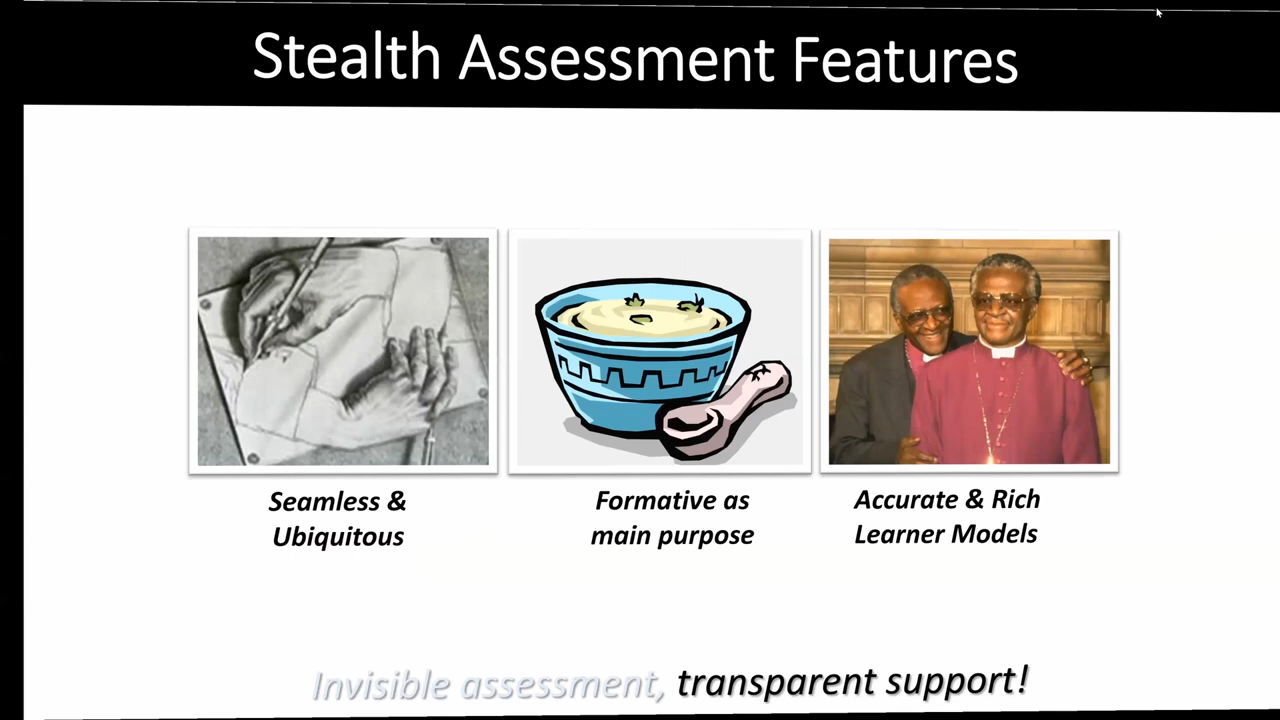 Stealth Assessment Features
Seamless &
Ubiquitous
Formative as
main purpose
Accurate & Rich
Learner Models
Invisible assessment, transparent support!